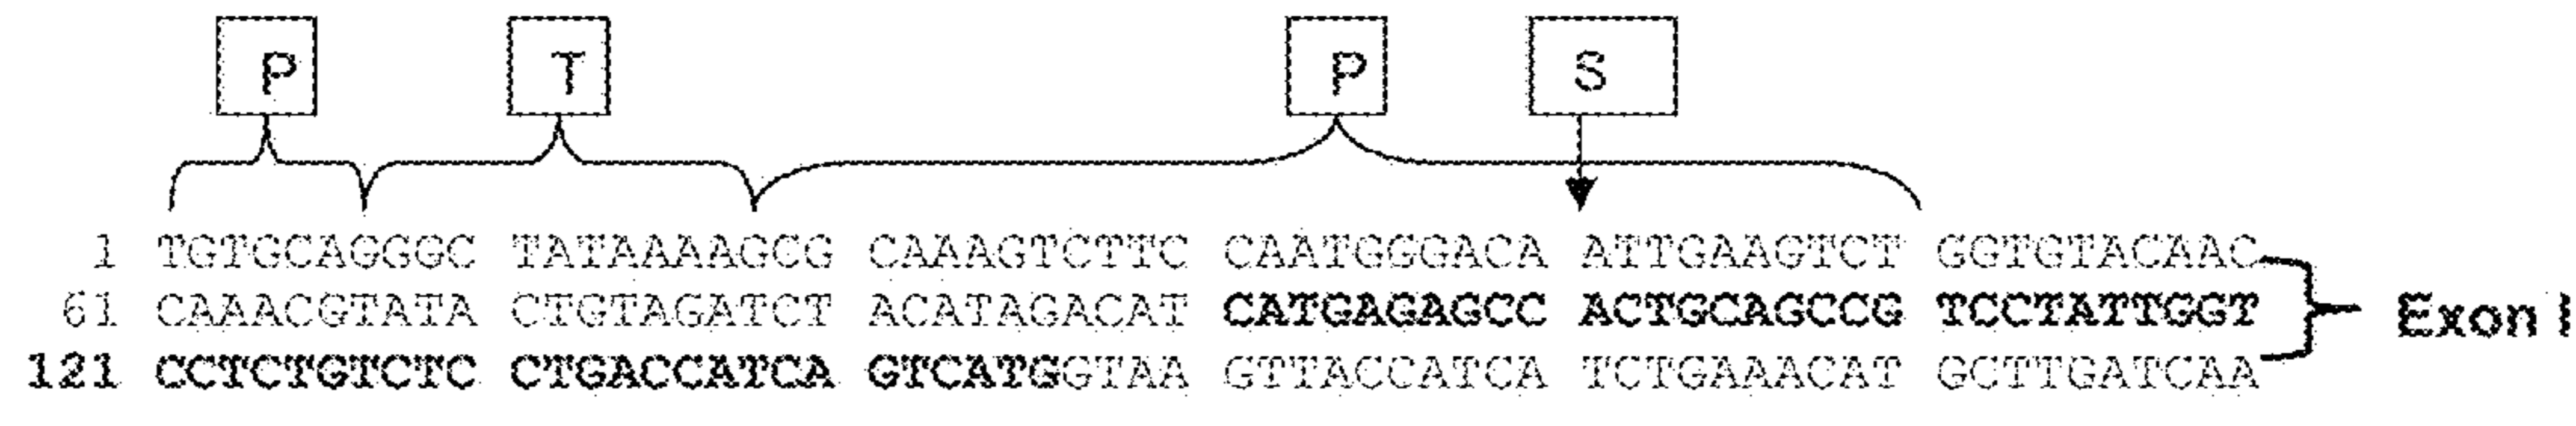 P T P S
1 TGTGCAGGGC TATAAAAGCG CAAAGTCTTC CAATGGGACA ATTGAAGTCT GGTGTACAAC
61 CAAACGTATA CTGTAGATCT ACATAGACAT CATGAGAGCC ACTGCAGCCG TCCTATTGGT
Exon I
121 CCTCTGTCTC CTGACCATCA GTCATGGTAA GTTACCATCA TCTGAAACAT GCTTGATCAA